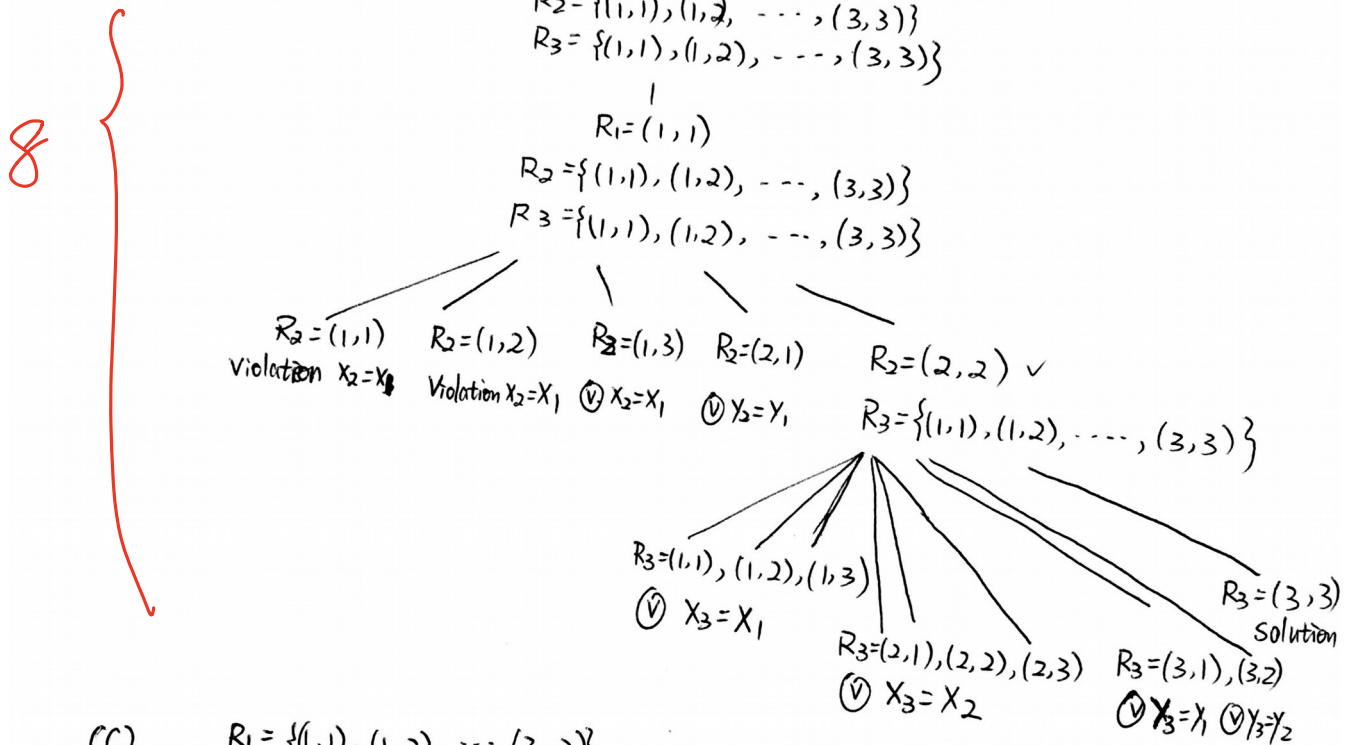 R2={(1,1),(1,2, ---,(3,3)}
R3={(1,1),(1,2), ---,(3,3)}
8
R1=(1,1)
R2={(1,1),(1,2), ---,(3,3)}
R3={(1,1),(1,2), ---,(3,3)}
R2=(1,1) R2=(1,2) R2=(1,3) R2=(2,1) R2=(2,2) ✓
Violation X2=X1 Violation X2=X1 Ⓥ X2=X1 Ⓥ Y2=Y1
R3={(1,1),(1,2),----,(3,3)}
R3=(1,1),(1,2),(1,3) R3=(3,3)
Ⓥ X3=X1 Solution
R3=(2,1),(2,2),(2,3) R3=(3,1),(3,2)
Ⓥ X3=X2 Ⓥ Y3=Y1 Ⓥ Y3=Y2
(C) R1={(1,1),(1,2),---,(3,3)}